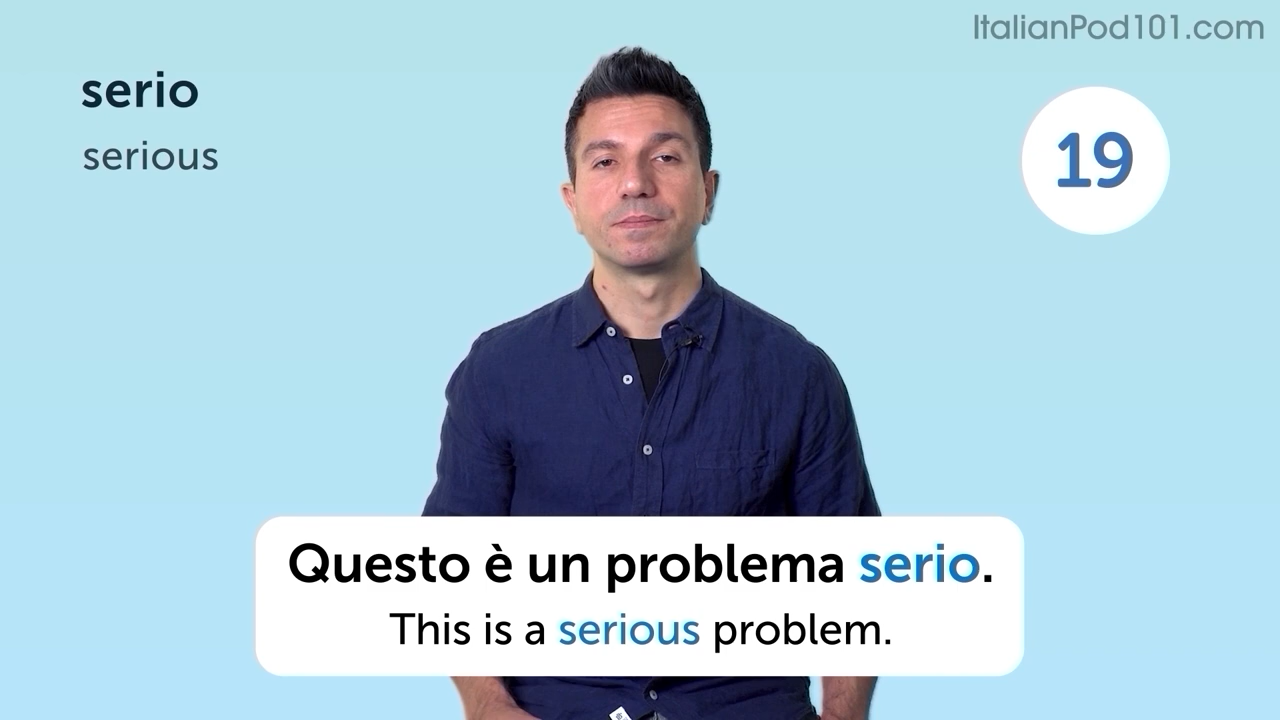 ItalianPod101.com
serio
serious
19
Questo è un problema serio.
This is a serious problem.